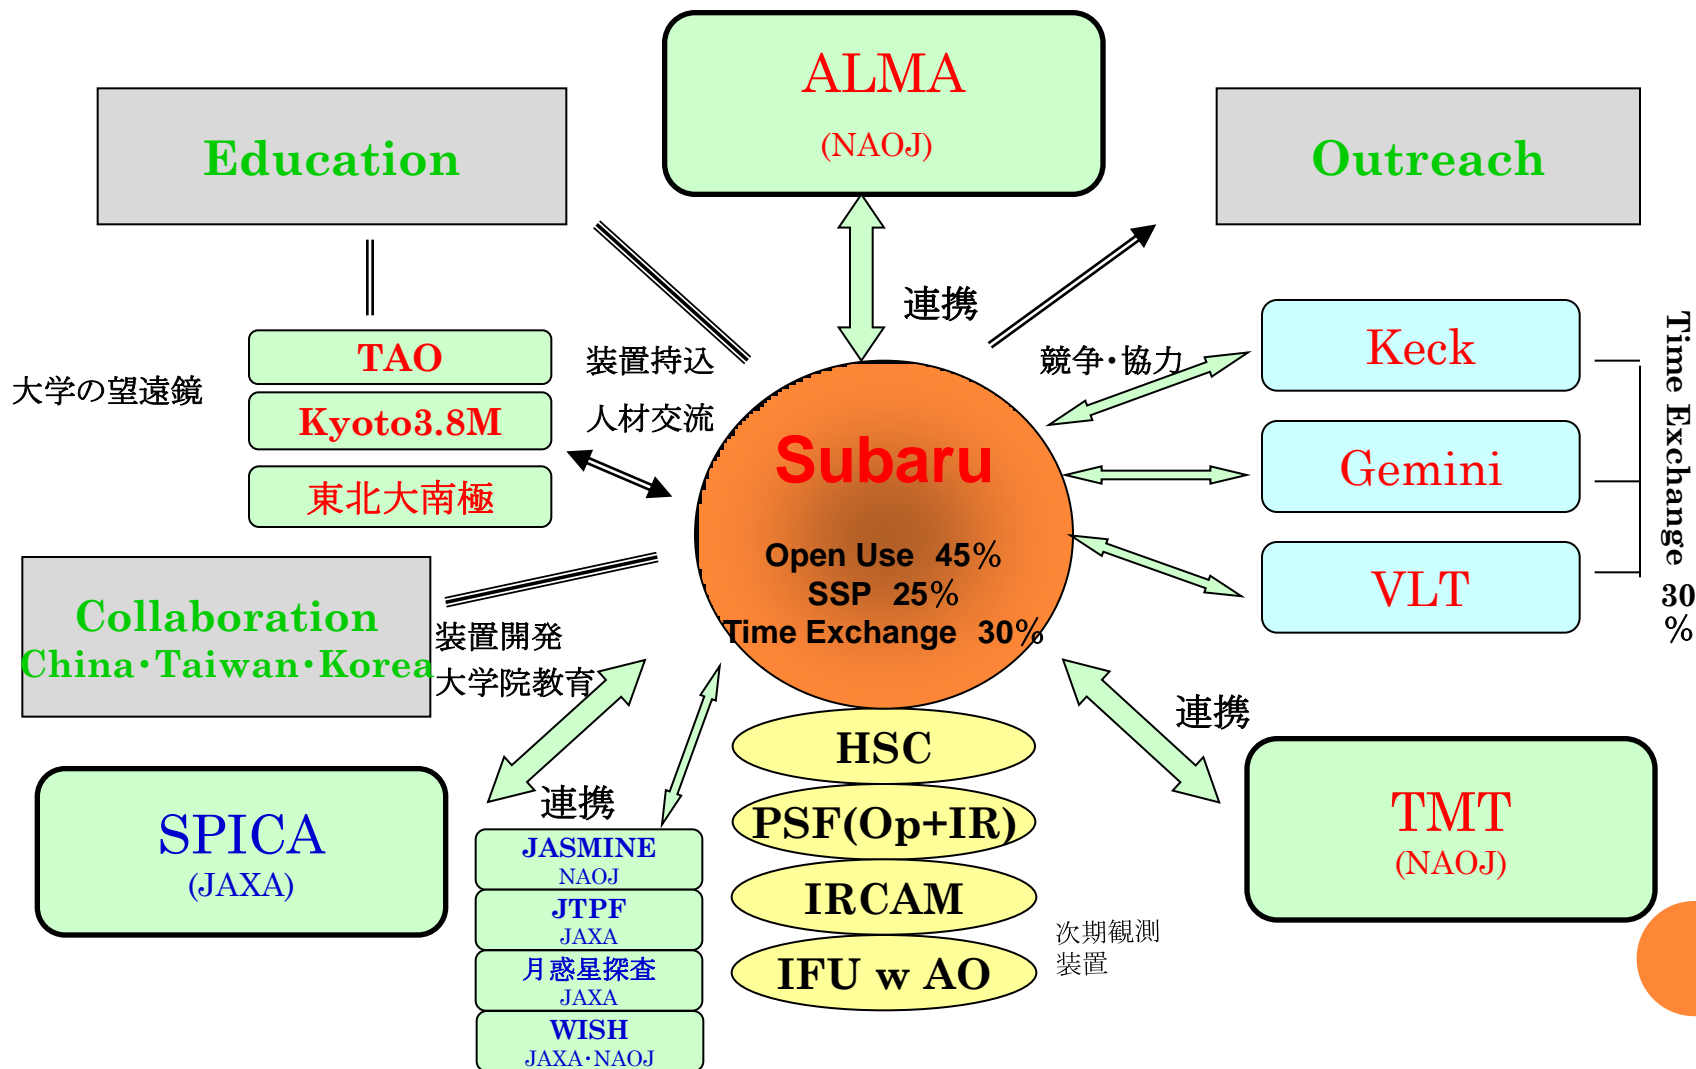 ALMA
(NAOJ)
Education
Outreach
連携
TAO
Kyoto3.8M
東北大南極
大学の望遠鏡
装置持込
人材交流
競争・協力
Keck
Gemini
VLT
Time Exchange 30%
Subaru
Open Use 45%
SSP 25%
Time Exchange 30%
Collaboration
China・Taiwan・Korea
装置開発
大学院教育
連携
SPICA
(JAXA)
連携
JASMINE
NAOJ
JTPF
JAXA
月惑星探査
JAXA
WISH
JAXA・NAOJ
HSC
PSF(Op+IR)
IRCAM
IFU w AO
次期観測
装置
TMT
(NAOJ)